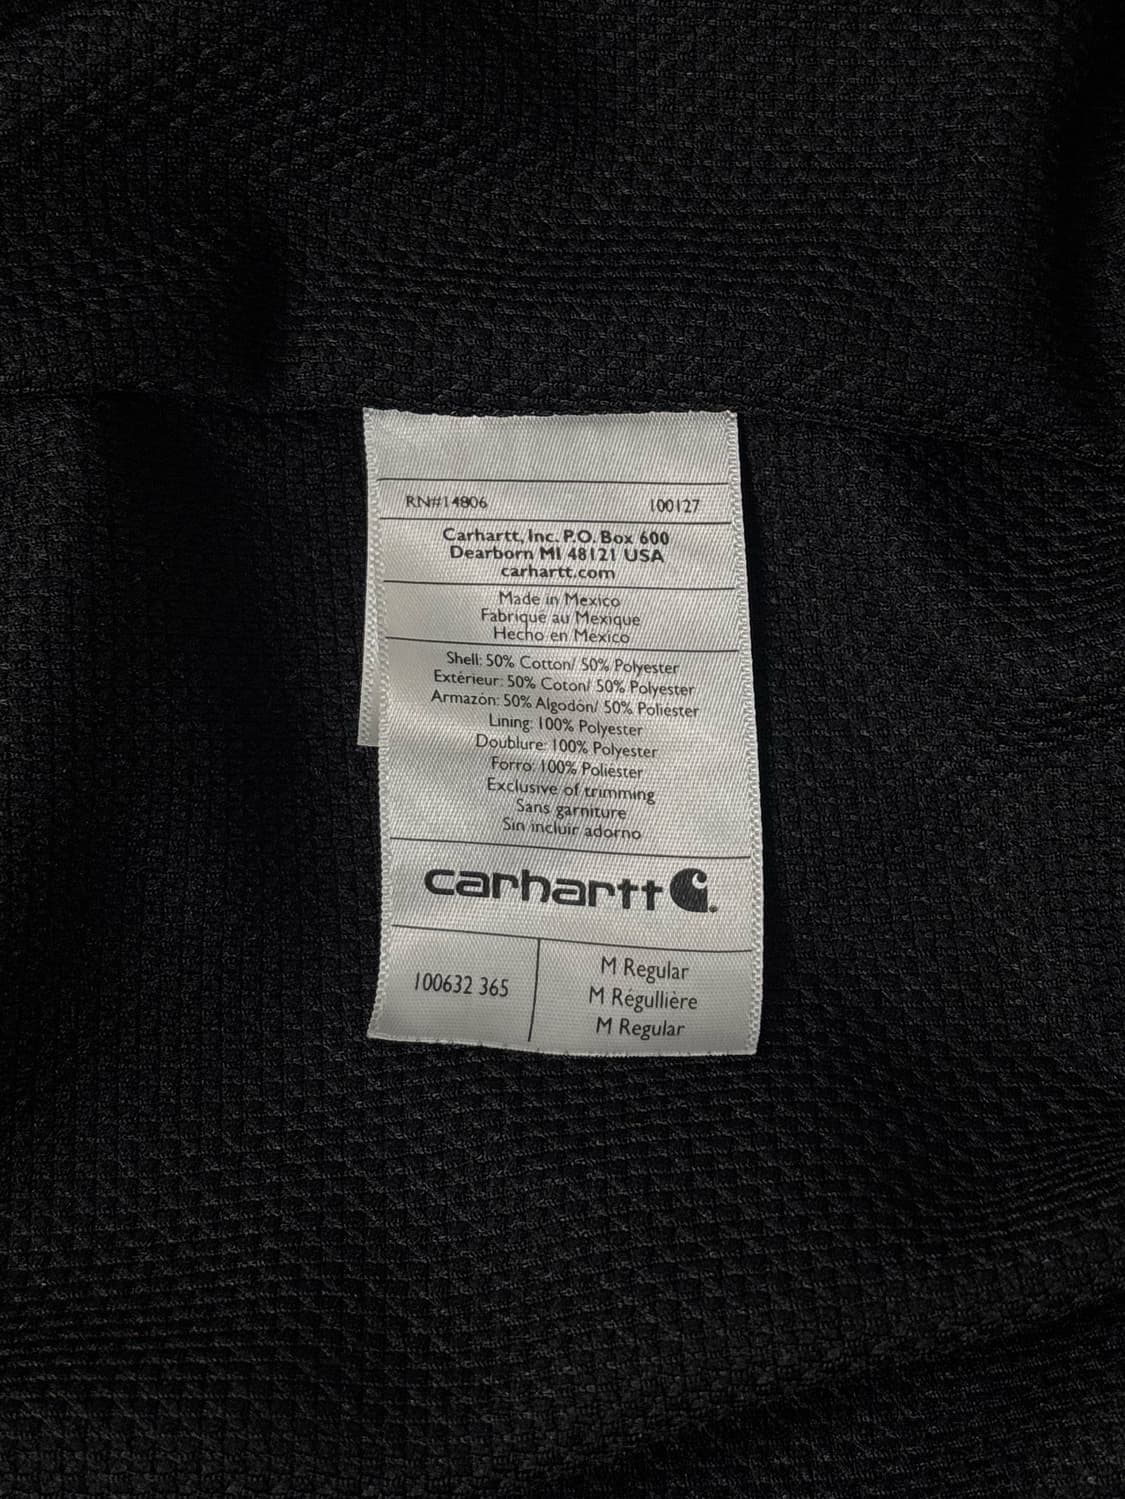 RN#14806 100127
Carhartt, Inc. P.O. Box 600
Dearborn MI 48121 USA
carhartt.com
Made in Mexico
Fabriqué au Mexique
Hecho en Mexico
Shell: 50% Cotton/ 50% Polyester
Extérieur: 50% Coton/ 50% Polyester
Armazón: 50% Algodón/ 50% Poliester
Lining: 100% Polyester
Doublure: 100% Polyester
Forro: 100% Poliéster
Exclusive of trimming
Sans garniture
Sin incluir adorno
carhartt
100632 365
M Regular
M Régullière
M Regular